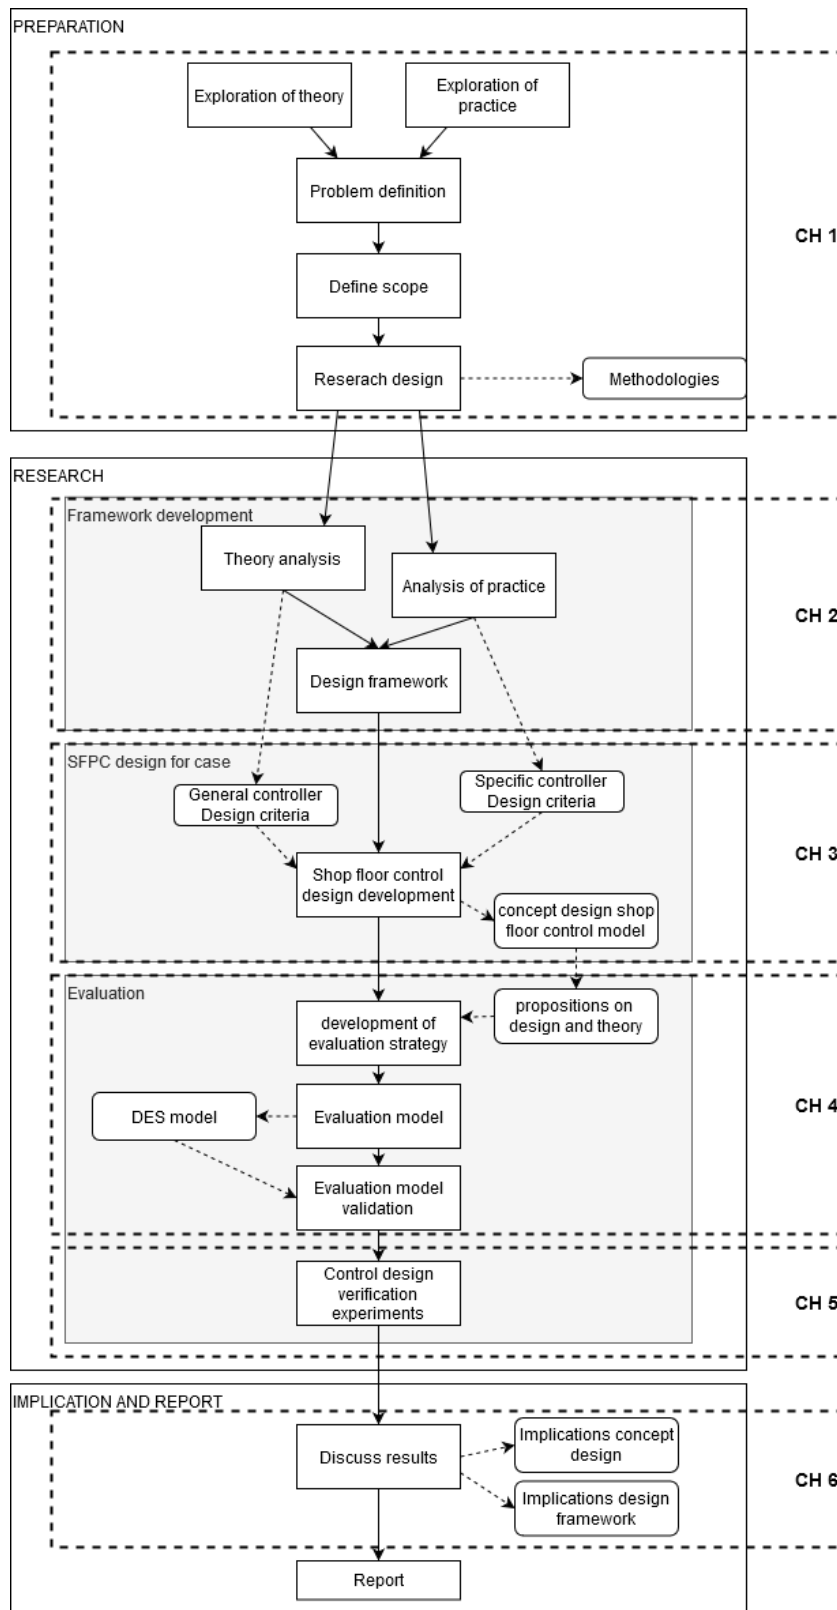 PREPARATION
Exploration of theory
Exploration of
practice
Problem definition
CH 1
Define scope
Reserach design
Methodologies
RESEARCH
Framework development
Theory analysis
Analysis of practice
CH 2
Design framework
SFPC design for case
General controller
Design criteria
Specific controller
Design criteria
CH 3
Shop floor control
design development
concept design shop
floor control model
Evaluation
development of
evaluation strategy
propositions on
design and theory
DES model
Evaluation model
CH 4
Evaluation model
validation
Control design
verification
experiments
CH 5
IMPLICATION AND REPORT
Discuss results
Implications concept
design
Implications design
framework
CH 6
Report